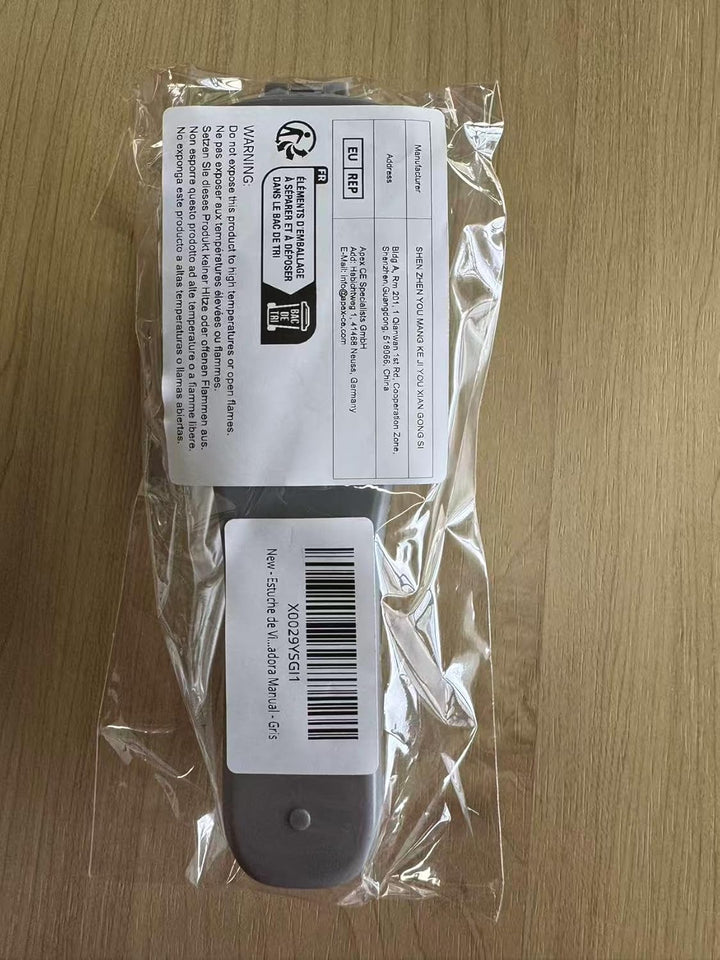 Manufacturer
SHEN ZHEN YOU MANG KE JI YOU XIAN GONG SI
Address
Bldg A, Rm 201, 1 Qianwan 1st Rd, Cooperation Zone,
Shenzhen,Guangdong, 518066, China
EU REP
Apex CE Specialists GmbH
Add: Habichtweg 1, 41468 Neuss, Germany
E-Mail: info@apex-ce.com
FR
ÉLÉMENTS D'EMBALLAGE
À SÉPARER ET À DÉPOSER
DANS LE BAC DE TRI
BAC
DE
TRI
WARNING:
Do not expose this product to high temperatures or open flames.
Ne pas exposer aux températures élevées ou flammes.
Setzen Sie dieses Produkt keiner Hitze oder offenen Flammen aus.
Non esporre questo prodotto ad alte temperature o a fiamme libere.
No exponga este producto a altas temperaturas o llamas abiertas.
X0029YSGI1
New - Estuche de Vi...adora Manual - Gris